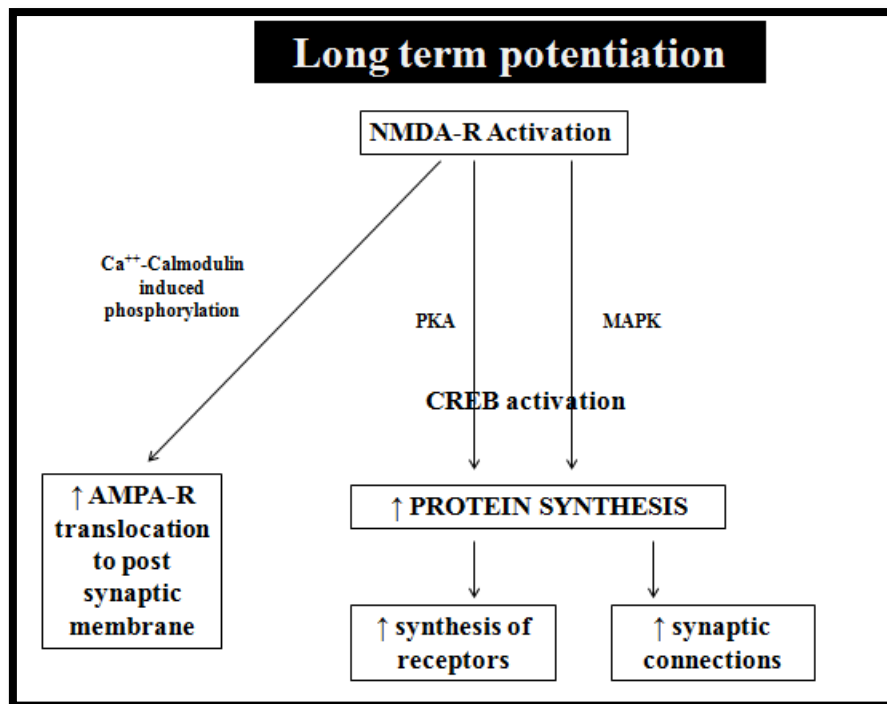 Long term potentiation
NMDA-R Activation
Ca⁺⁺-Calmodulin
induced
phosphorylation
PKA
MAPK
CREB activation
↑ AMPA-R
translocation
to post
synaptic
membrane
↑ PROTEIN SYNTHESIS
↑ synthesis of
receptors
↑ synaptic
connections